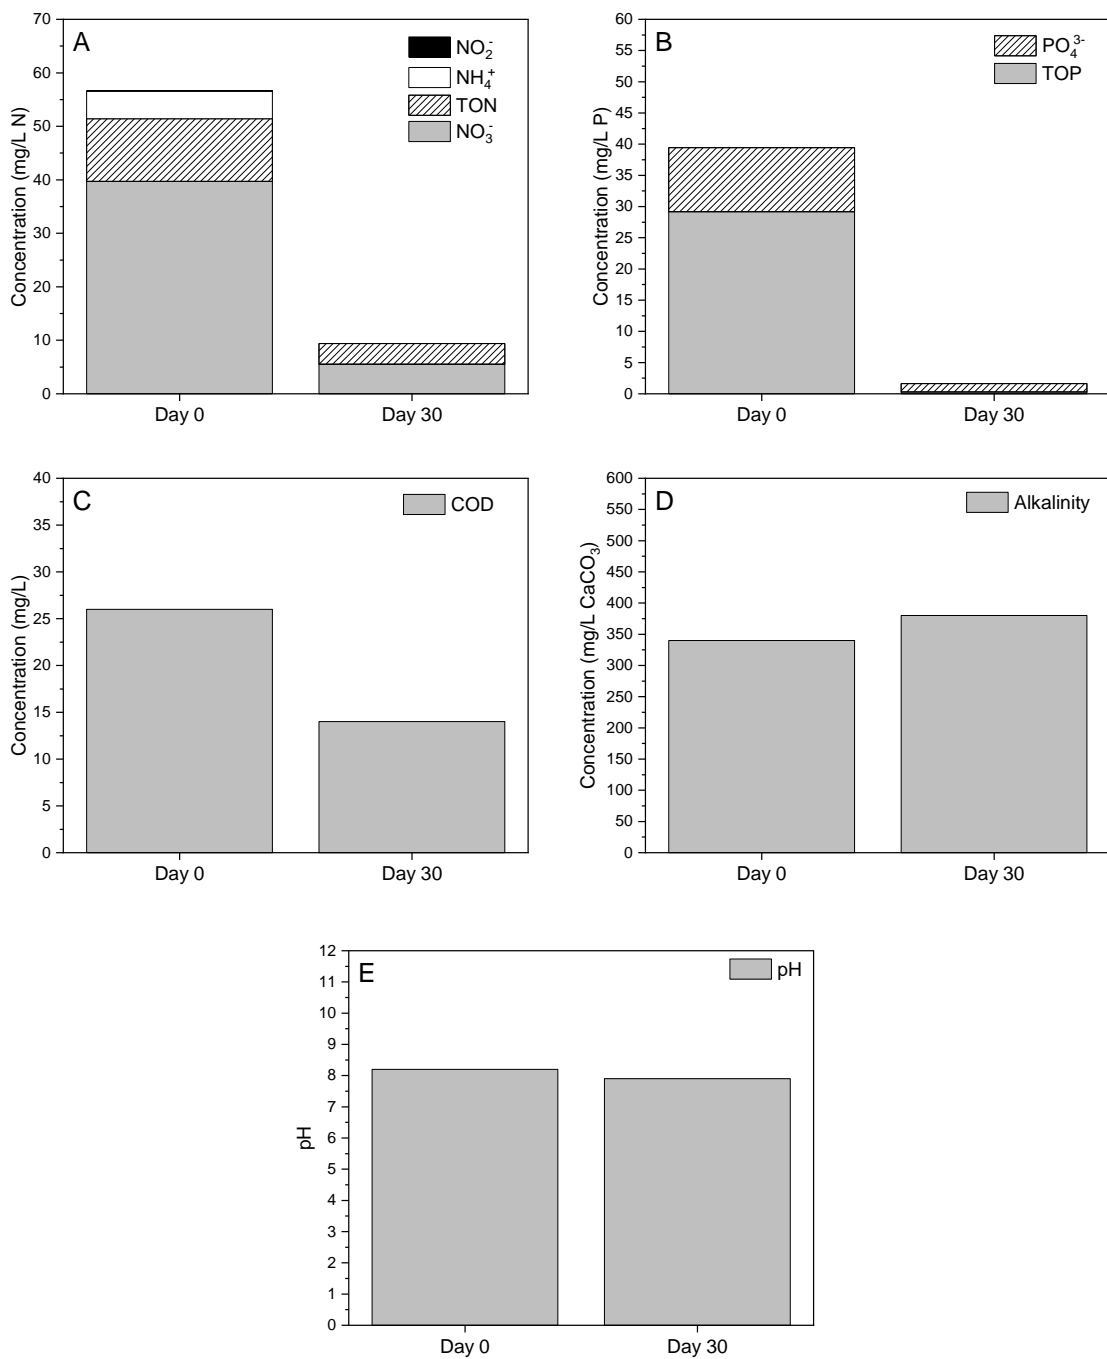 A
NO₂⁻
NH₄⁺
TON
NO₃⁻
Concentration (mg/L N)
70
60
50
40
30
20
10
0
Day 0
Day 30
B
PO₄³⁻
TOP
Concentration (mg/L P)
60
55
50
45
40
35
30
25
20
15
10
5
0
Day 0
Day 30
C
COD
Concentration (mg/L)
40
35
30
25
20
15
10
5
0
Day 0
Day 30
D
Alkalinity
Concentration (mg/L CaCO₃)
600
550
500
450
400
350
300
250
200
150
100
50
0
Day 0
Day 30
E
pH
pH
12
11
10
9
8
7
6
5
4
3
2
1
0
Day 0
Day 30